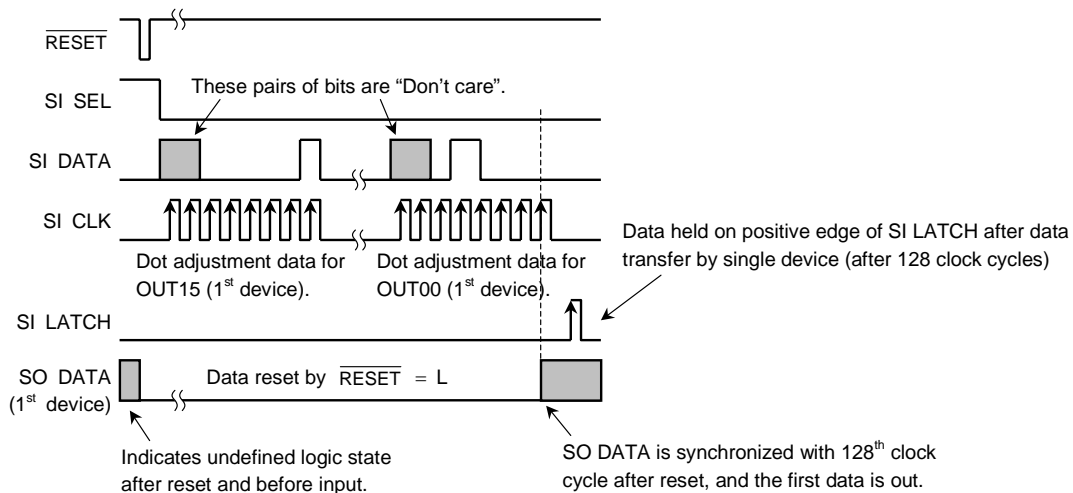 RESET
SI SEL
These pairs of bits are “Don’t care”.
SI DATA
SI CLK
Dot adjustment data for
OUT15 (1st device).
Dot adjustment data for
OUT00 (1st device).
Data held on positive edge of SI LATCH after data
transfer by single device (after 128 clock cycles)
SI LATCH
SO DATA
(1st device)
Data reset by RESET = L
Indicates undefined logic state
after reset and before input.
SO DATA is synchronized with 128th clock
cycle after reset, and the first data is out.